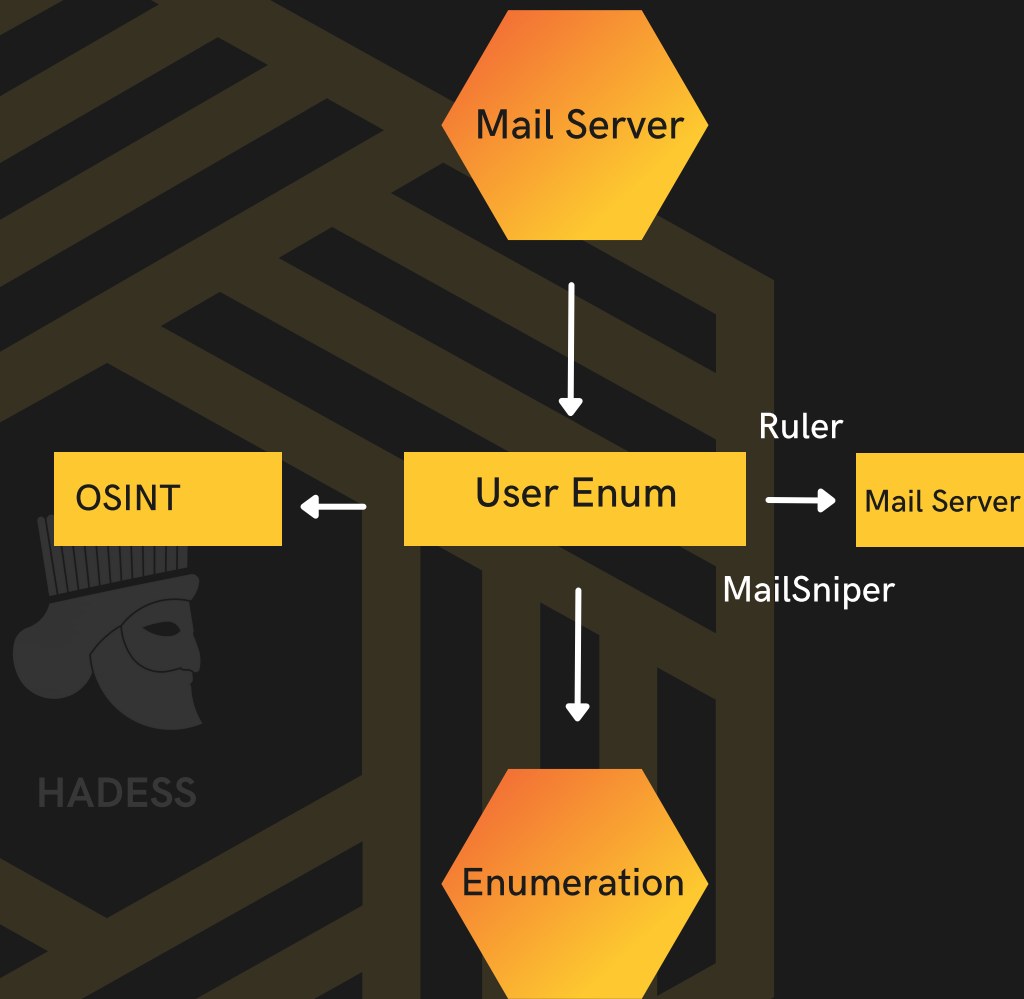 Mail Server
Ruler
OSINT
User Enum
Mail Server
MailSniper
HADESS
Enumeration